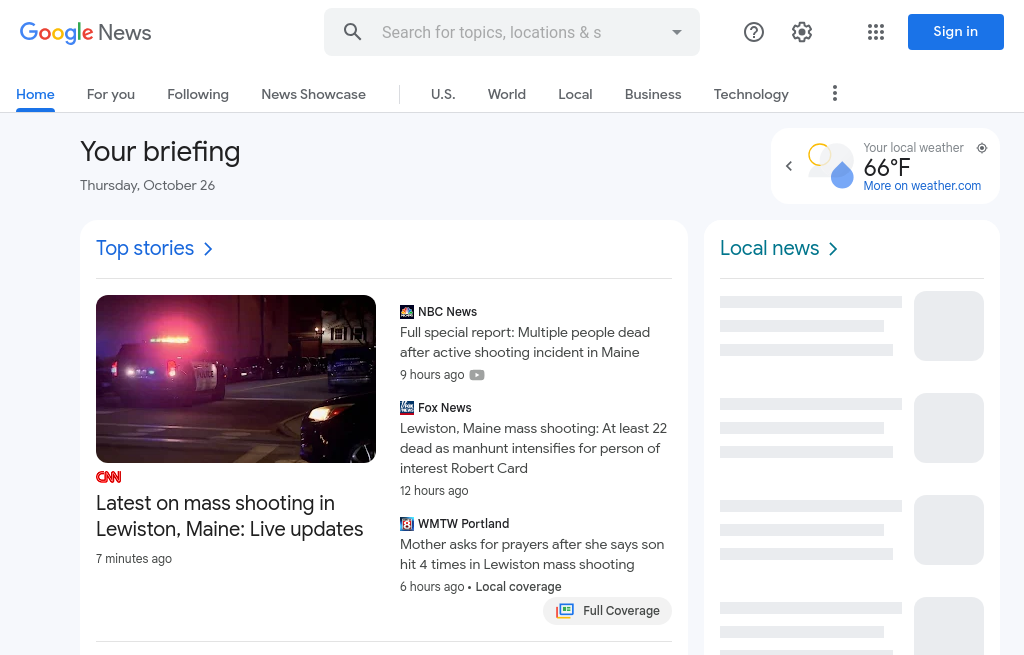 Google News
Search for topics, locations & s
Sign in
Home
For you
Following
News Showcase
U.S.
World
Local
Business
Technology
Your briefing
Thursday, October 26
Your local weather
66°F
More on weather.com
Top stories
CNN
Latest on mass shooting in
Lewiston, Maine: Live updates
7 minutes ago
NBC News
Full special report: Multiple people dead
after active shooting incident in Maine
9 hours ago
Fox News
Lewiston, Maine mass shooting: At least 22
dead as manhunt intensifies for person of
interest Robert Card
12 hours ago
8 WMTW Portland
Mother asks for prayers after she says son
hit 4 times in Lewiston mass shooting
6 hours ago • Local coverage
Full Coverage
Local news